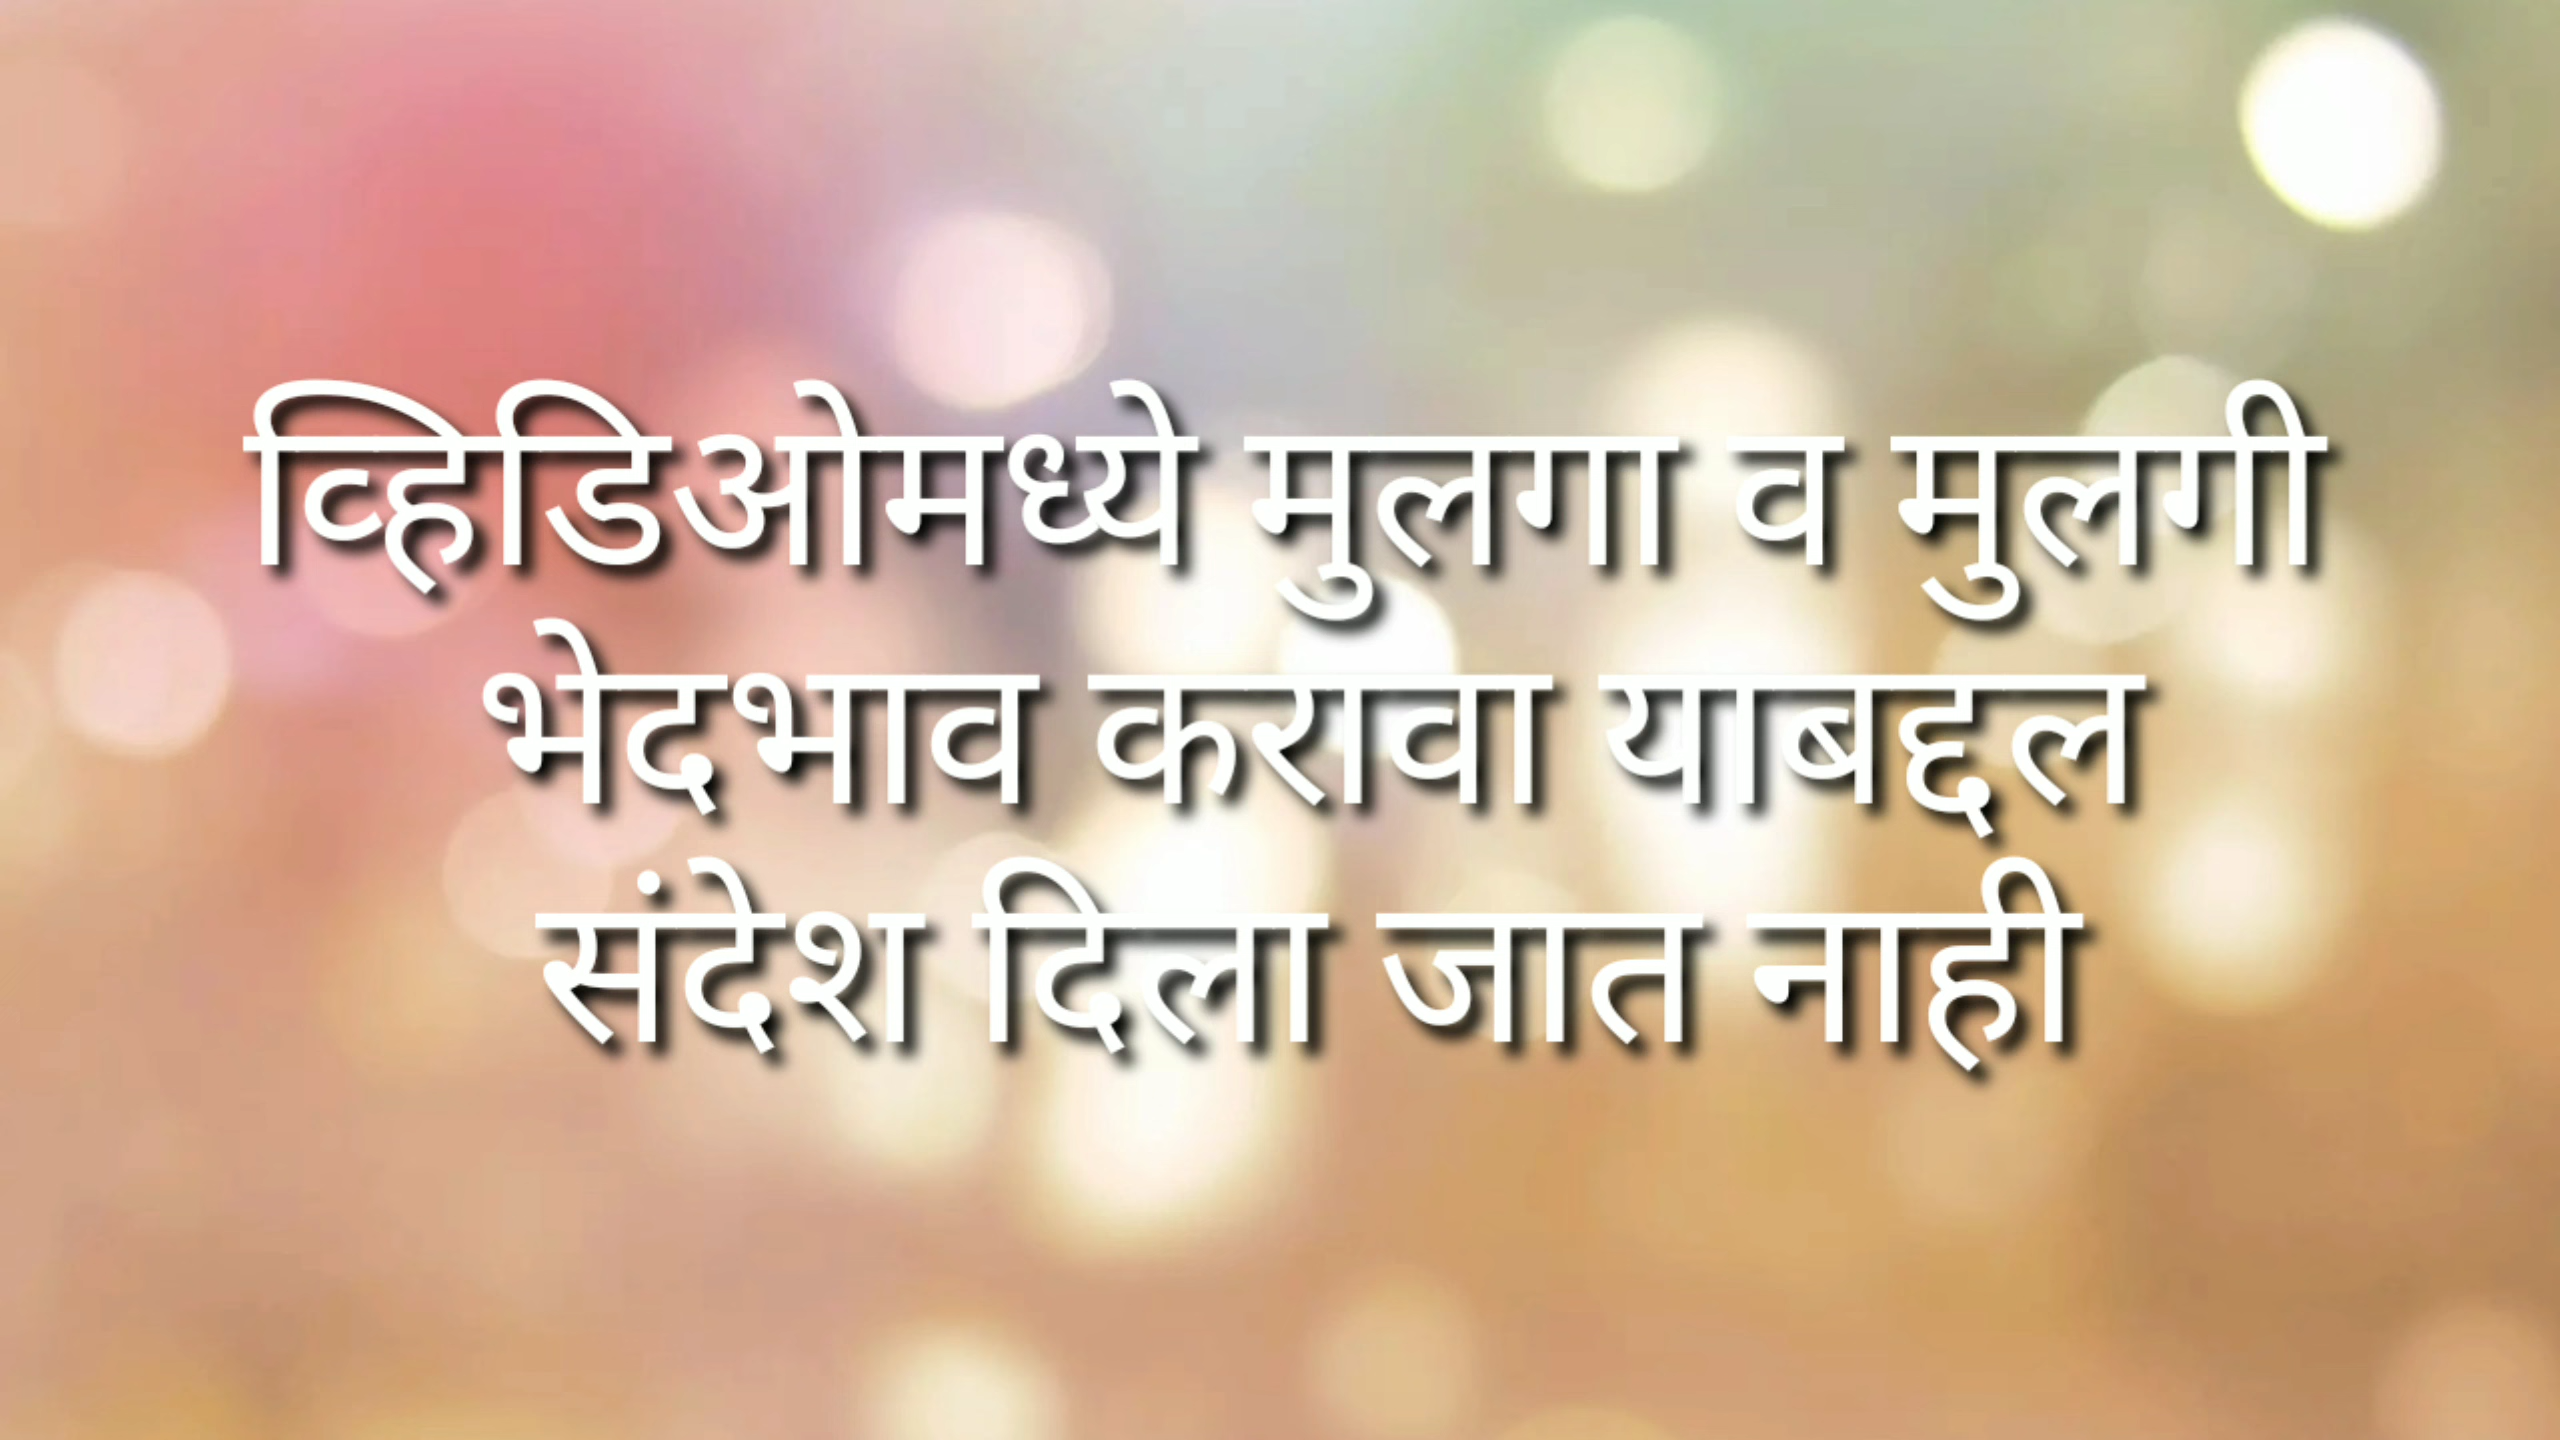 व्हिडिओमध्ये मुलगा व मुलगी
भेदभाव करावा याबद्दल
संदेश दिला जात नाही